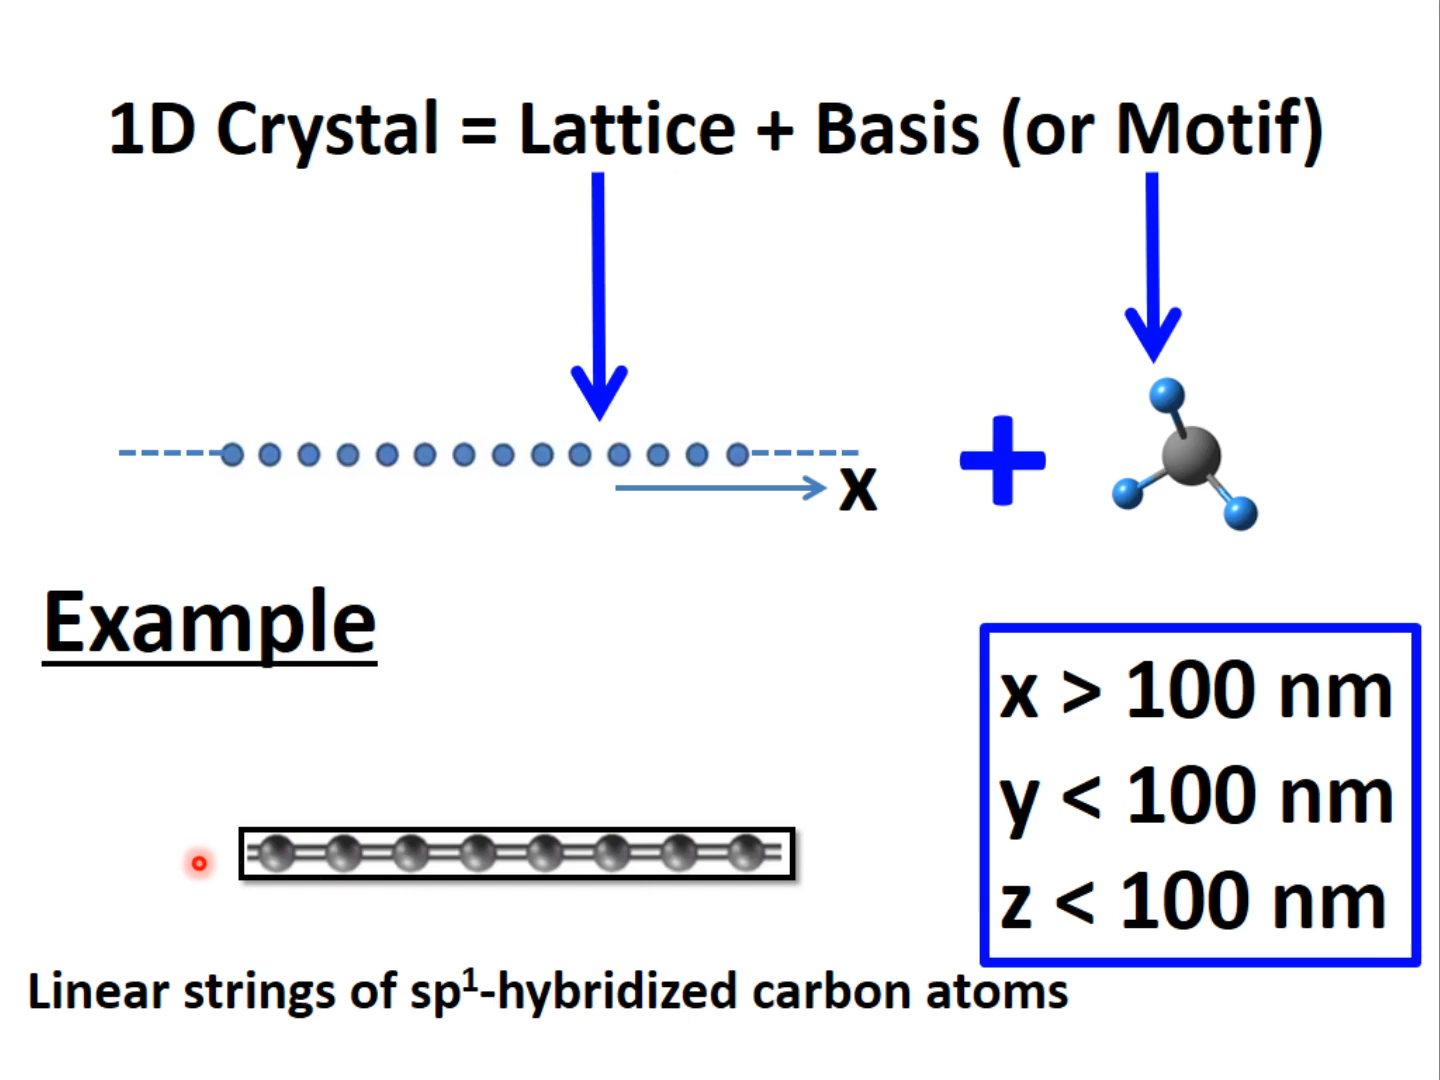 1D Crystal = Lattice + Basis (or Motif)
x
Example
x > 100 nm
y < 100 nm
z < 100 nm
Linear strings of sp¹-hybridized carbon atoms